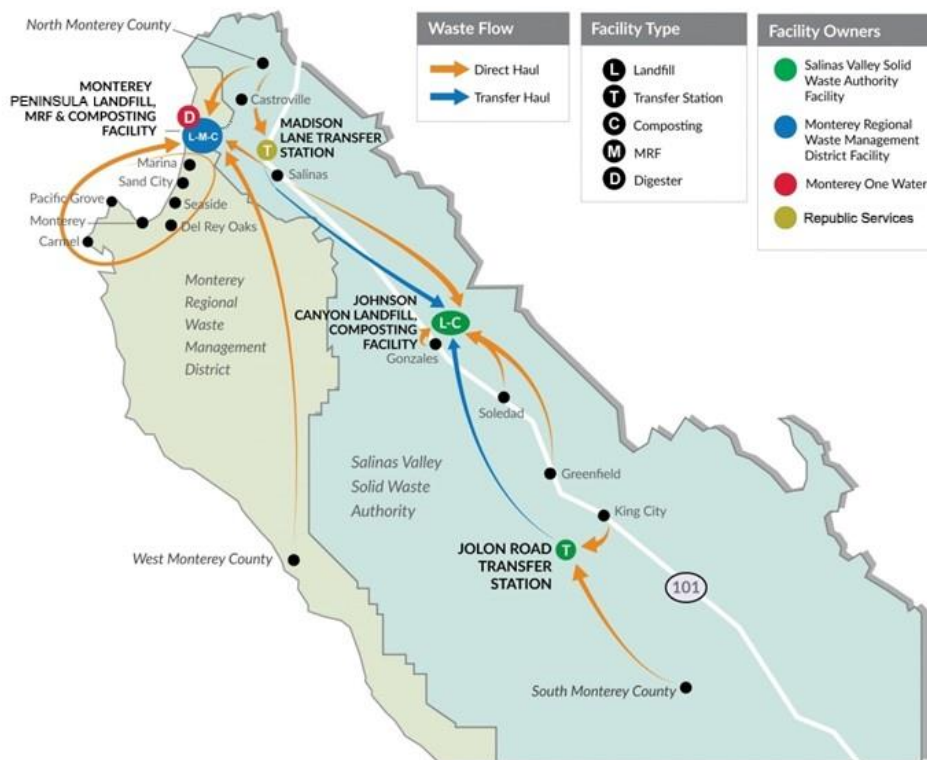 North Monterey County
MONTEREY
PENINSULA LANDFILL,
MRF & COMPOSTING
FACILITY
D
L-M-C
Castroville
MADISON
LANE TRANSFER
STATION
T
Salinas
Marina
Sand City
Pacific Grove
Seaside
Monterey
Del Rey Oaks
Carmel
Monterey
Regional
Waste
Management
District
JOHNSON
CANYON LANDFILL,
COMPOSTING
FACILITY
L-C
Gonzales
Soledad
Salinas Valley
Solid Waste
Authority
Greenfield
King City
West Monterey County
JOLON ROAD
TRANSFER
STATION
T
101
South Monterey County
Waste Flow
Direct Haul
Transfer Haul
Facility Type
L Landfill
T Transfer Station
C Composting
M MRF
D Digester
Facility Owners
Salinas Valley Solid
Waste Authority
Facility
Monterey Regional
Waste Management
District Facility
Monterey One Water
Republic Services